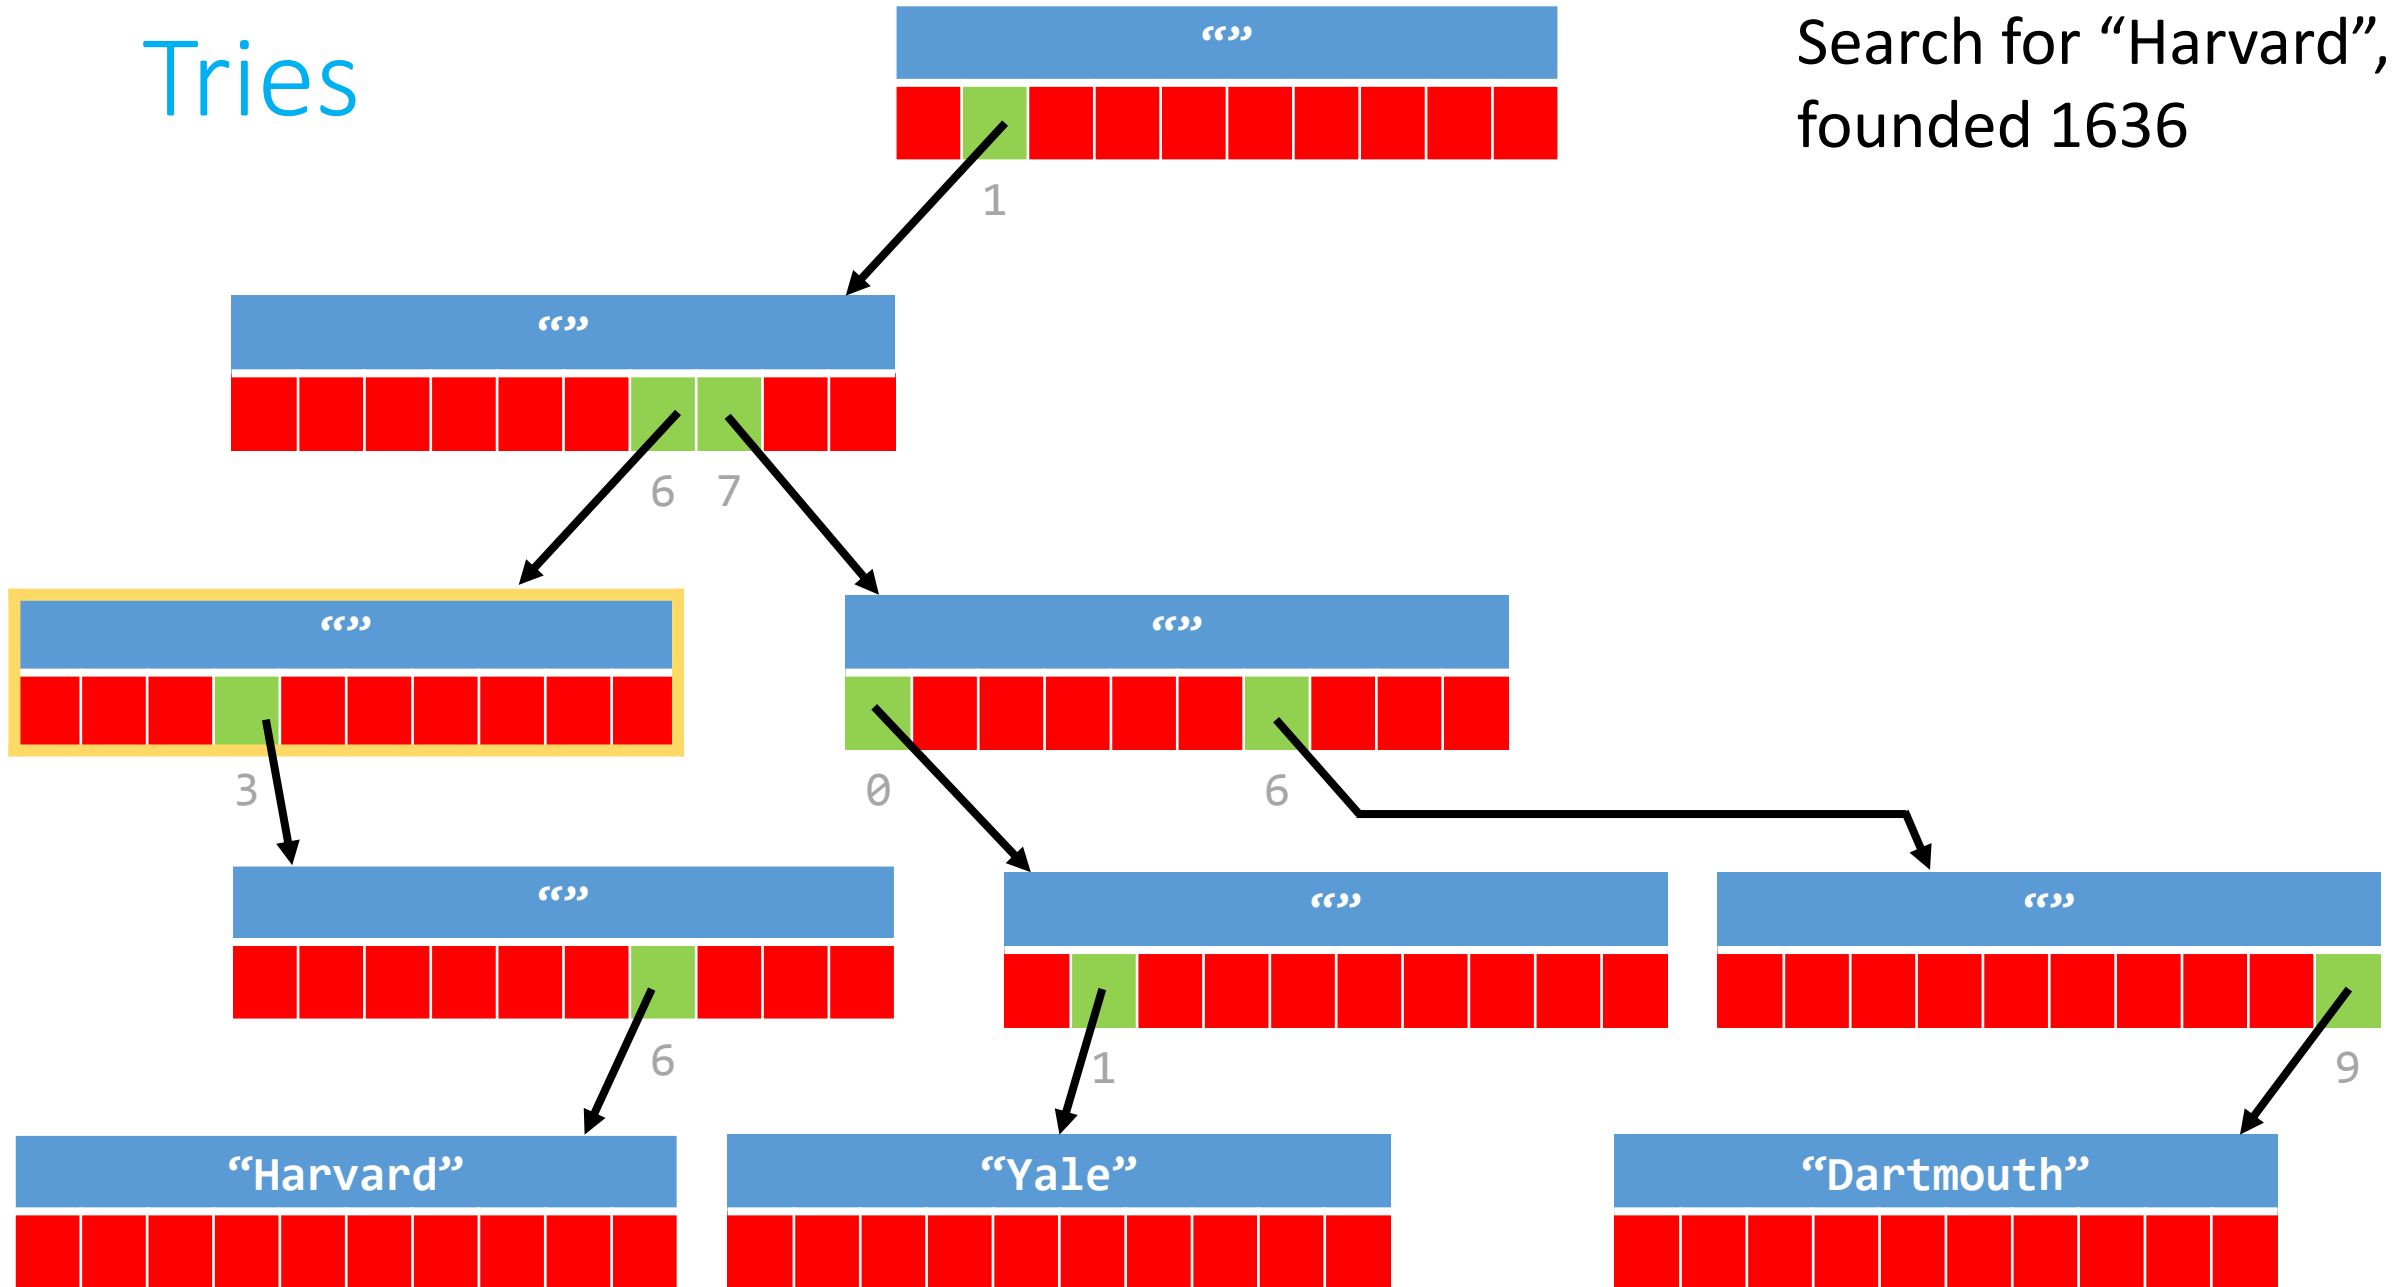 Tries
Search for “Harvard”,
founded 1636
“”
1
“”
6 7
“”
“”
3
0
6
“”
“”
“”
6
1
9
“Harvard”
“Yale”
“Dartmouth”